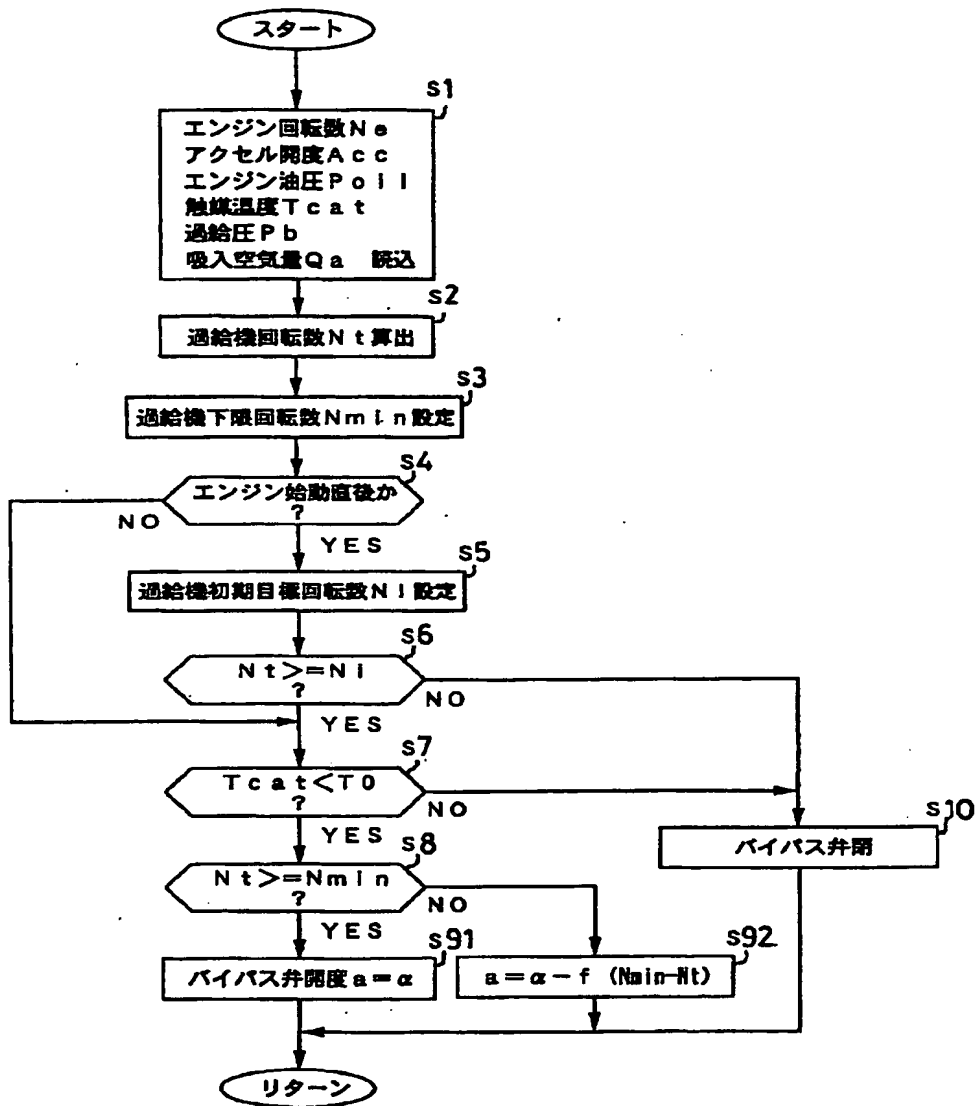 スタート
S1
エンジン回転数Ne
アクセル開度Acc
エンジン油圧Poil
触媒温度Tcat
過給圧Pb
吸入空気量Qa 読込
S2
過給機回転数Nt算出
S3
過給機下限回転数Nmin設定
S4
エンジン始動直後か
?
NO
YES
S5
過給機初期目標回転数Ni設定
S6
Nt>=Ni
?
NO
YES
S7
Tcat<T0
?
NO
YES
S10
バイパス弁閉
S8
Nt>=Nmin
?
NO
YES
S91
バイパス弁開度a=α
S92
a=α-f (Nmin-Nt)
リターン